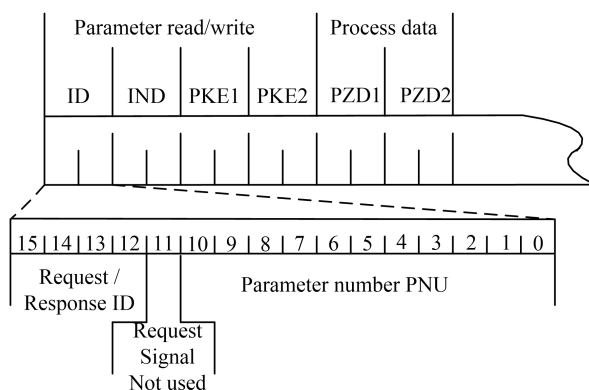 Parameter read/write Process data
ID IND PKE1 PKE2 PZD1 PZD2
15 14 13 12 11 10 9 8 7 6 5 4 3 2 1 0
Request /
Response ID
Parameter number PNU
Request
Signal
Not used